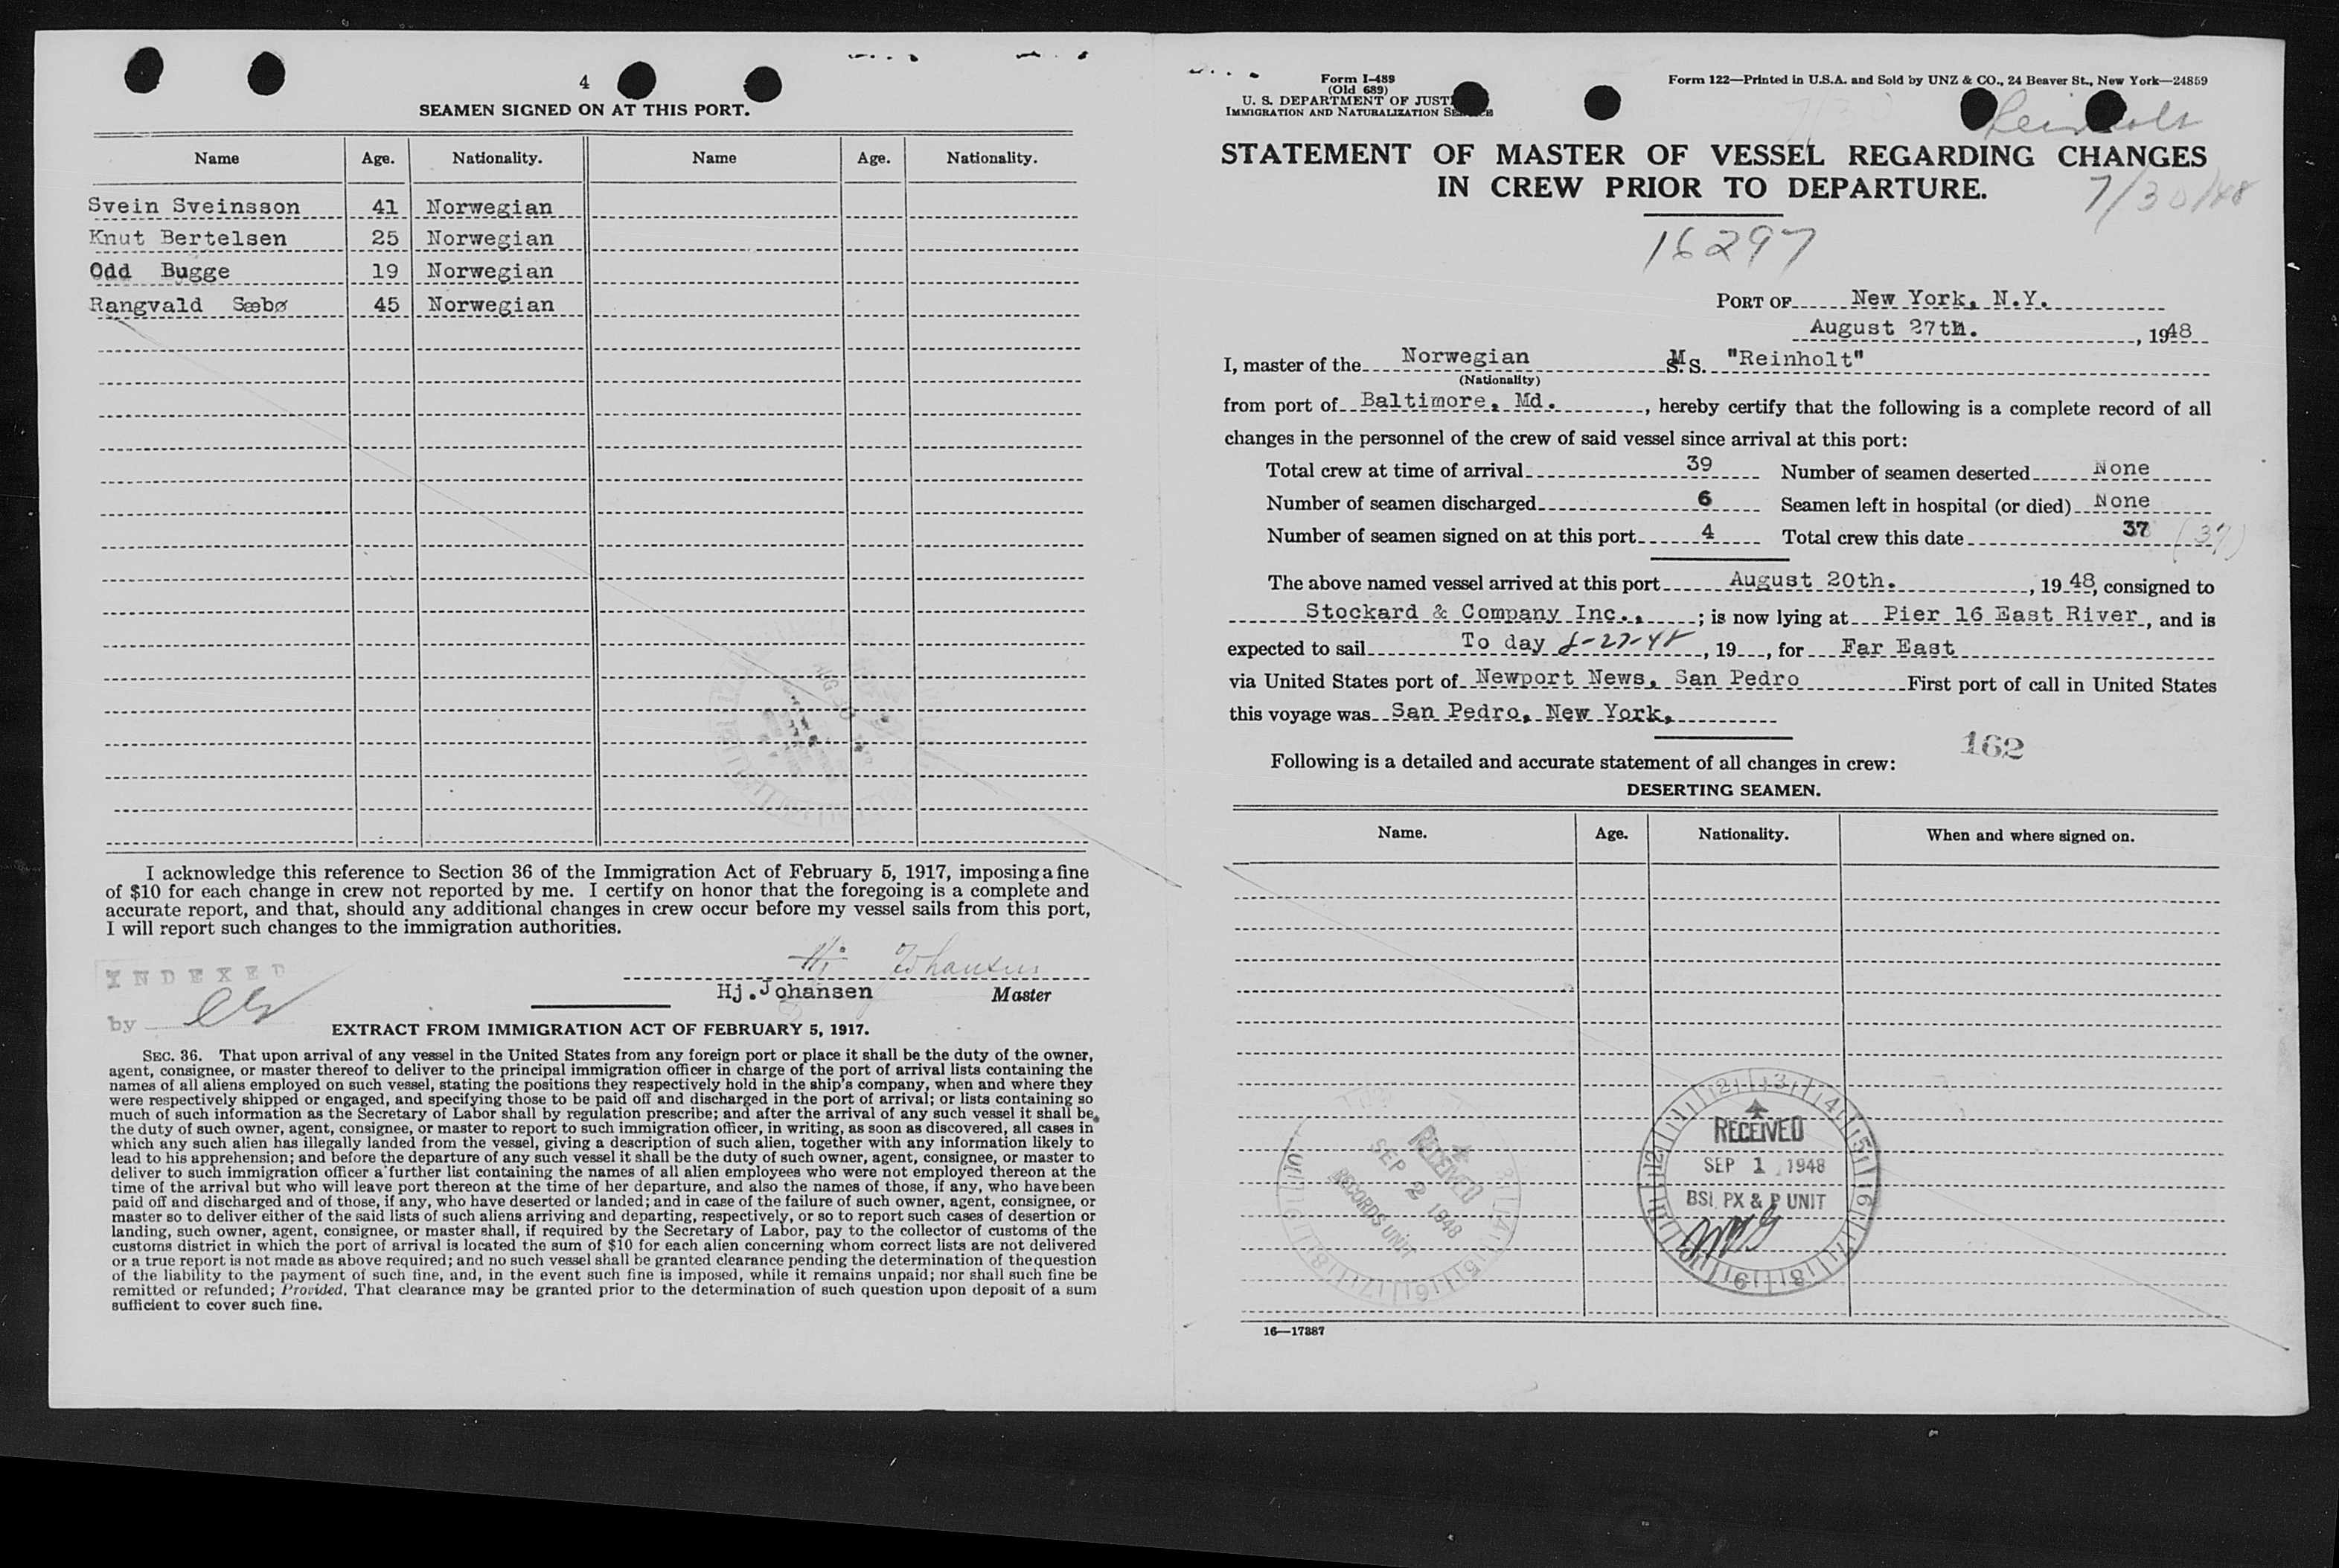 4
SEAMEN SIGNED ON AT THIS PORT.
Name Age. Nationality. Name Age. Nationality.
Svein Sveinsson 41 Norwegian
Knut Bertelsen 25 Norwegian
Odd Bugge 19 Norwegian
Rangvald Sæbø 45 Norwegian
I acknowledge this reference to Section 36 of the Immigration Act of February 5, 1917, imposing a fine
of $10 for each change in crew not reported by me. I certify on honor that the foregoing is a complete and
accurate report, and that, should any additional changes in crew occur before my vessel sails from this port,
I will report such changes to the immigration authorities.
Hj. Johansen
Hj. Johansen Master
INDEXED
by
EXTRACT FROM IMMIGRATION ACT OF FEBRUARY 5, 1917.
SEC. 36. That upon arrival of any vessel in the United States from any foreign port or place it shall be the duty of the owner,
agent, consignee, or master thereof to deliver to the principal immigration officer in charge of the port of arrival lists containing the
names of all aliens employed on such vessel, stating the positions they respectively hold in the ship's company, when and where they
were respectively shipped or engaged, and specifying those to be paid off and discharged in the port of arrival; or lists containing so
much of such information as the Secretary of Labor shall by regulation prescribe; and after the arrival of any such vessel it shall be
the duty of such owner, agent, consignee, or master to report to such immigration officer, in writing, as soon as discovered, all cases in
which any such alien has illegally landed from the vessel, giving a description of such alien, together with any information likely to
lead to his apprehension; and before the departure of any such vessel it shall be the duty of such owner, agent, consignee, or master to
deliver to such immigration officer a further list containing the names of all alien employees who were not employed thereon at the
time of the arrival but who will leave port thereon at the time of her departure, and also the names of those, if any, who have been
paid off and discharged and of those, if any, who have deserted or landed; and in case of the failure of such owner, agent, consignee, or
master so to deliver either of the said lists of such aliens arriving and departing, respectively, or so to report such cases of desertion or
landing, such owner, agent, consignee, or master shall, if required by the Secretary of Labor, pay to the collector of customs of the
customs district in which the port of arrival is located the sum of $10 for each alien concerning whom correct lists are not delivered
or a true report is not made as above required; and no such vessel shall be granted clearance pending the determination of the question
of the liability to the payment of such fine, and, in the event such fine is imposed, while it remains unpaid; nor shall such fine be
remitted or refunded; Provided, That clearance may be granted prior to the determination of such question upon deposit of a sum
sufficient to cover such fine.
Form I-489
(Old 689)
U. S. DEPARTMENT OF JUST
IMMIGRATION AND NATURALIZATION SERVICE
Form 122—Printed in U.S.A. and Sold by UNZ & CO., 24 Beaver St., New York—24859
Reinholt
STATEMENT OF MASTER OF VESSEL REGARDING CHANGES
IN CREW PRIOR TO DEPARTURE.
7/30/48
16297
PORT OF New York, N.Y.
August 27th. , 1948
I, master of the Norwegian M.S. "Reinholt"
(Nationality)
from port of Baltimore, Md. , hereby certify that the following is a complete record of all
changes in the personnel of the crew of said vessel since arrival at this port:
Total crew at time of arrival 39 Number of seamen deserted None
Number of seamen discharged 6 Seamen left in hospital (or died) None
Number of seamen signed on at this port 4 Total crew this date 37 (37)
The above named vessel arrived at this port August 20th. , 1948, consigned to
Stockard & Company Inc., ; is now lying at Pier 16 East River, and is
expected to sail To day 8-27-48 , 19 , for Far East
via United States port of Newport News, San Pedro First port of call in United States
this voyage was San Pedro, New York,
162
Following is a detailed and accurate statement of all changes in crew:
DESERTING SEAMEN.
Name. Age. Nationality. When and where signed on.
RECEIVED
SEP 2 1948
RECORDS UNIT
RECEIVED
SEP 1 1948
BSI PX & P UNIT
16—17887